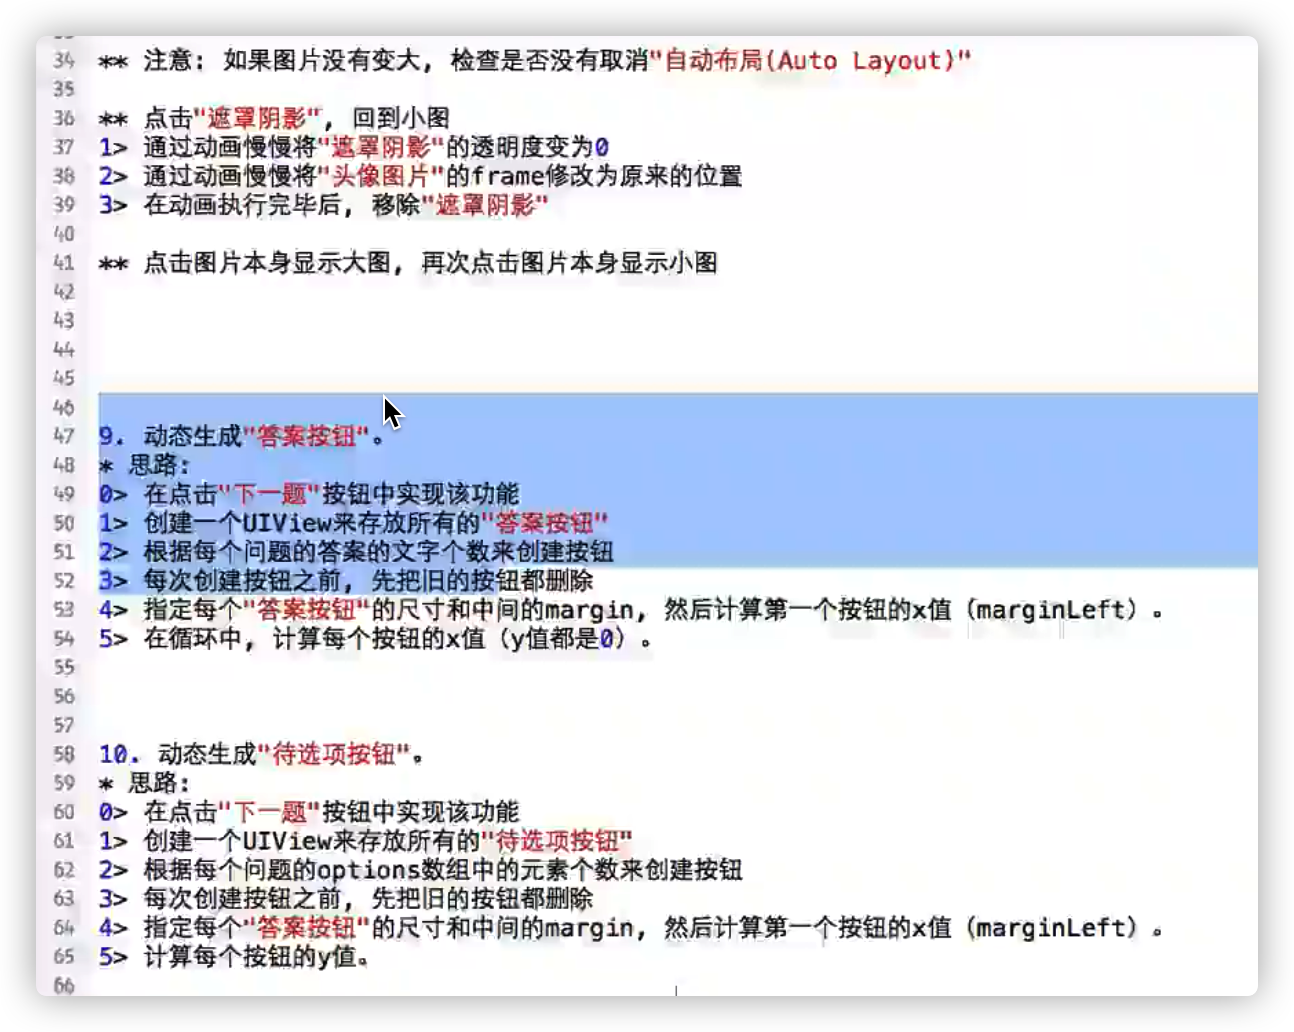 34 ** 注意: 如果图片没有变大, 检查是否没有取消"自动布局(Auto Layout)"
35
36 ** 点击"遮罩阴影", 回到小图
37 1> 通过动画慢慢将"遮罩阴影"的透明度变为0
38 2> 通过动画慢慢将"头像图片"的frame修改为原来的位置
39 3> 在动画执行完毕后, 移除"遮罩阴影"
40
41 ** 点击图片本身显示大图, 再次点击图片本身显示小图
42
43
44
45
46
47 9. 动态生成"答案按钮"。
48 * 思路:
49 0> 在点击"下一题"按钮中实现该功能
50 1> 创建一个UIView来存放所有的"答案按钮"
51 2> 根据每个问题的答案的文字个数来创建按钮
52 3> 每次创建按钮之前, 先把旧的按钮都删除
53 4> 指定每个"答案按钮"的尺寸和中间的margin, 然后计算第一个按钮的x值（marginLeft）。
54 5> 在循环中, 计算每个按钮的x值（y值都是0）。
55
56
57
58 10. 动态生成"待选项按钮"。
59 * 思路:
60 0> 在点击"下一题"按钮中实现该功能
61 1> 创建一个UIView来存放所有的"待选项按钮"
62 2> 根据每个问题的options数组中的元素个数来创建按钮
63 3> 每次创建按钮之前, 先把旧的按钮都删除
64 4> 指定每个"答案按钮"的尺寸和中间的margin, 然后计算第一个按钮的x值（marginLeft）。
65 5> 计算每个按钮的y值。
66